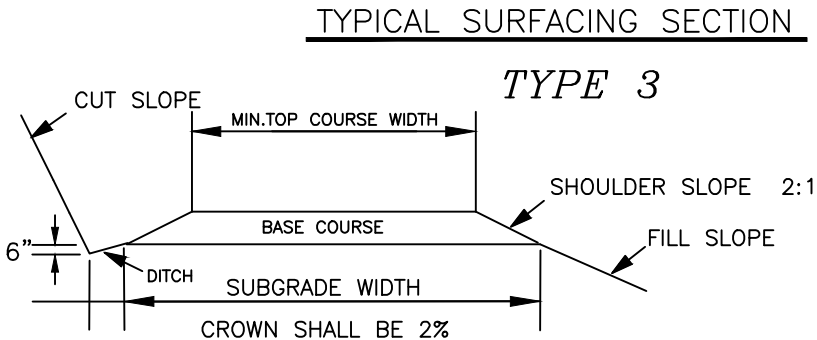 TYPICAL SURFACING SECTION
TYPE 3
CUT SLOPE
MIN.TOP COURSE WIDTH
SHOULDER SLOPE 2:1
BASE COURSE
FILL SLOPE
6"
DITCH
SUBGRADE WIDTH
CROWN SHALL BE 2%